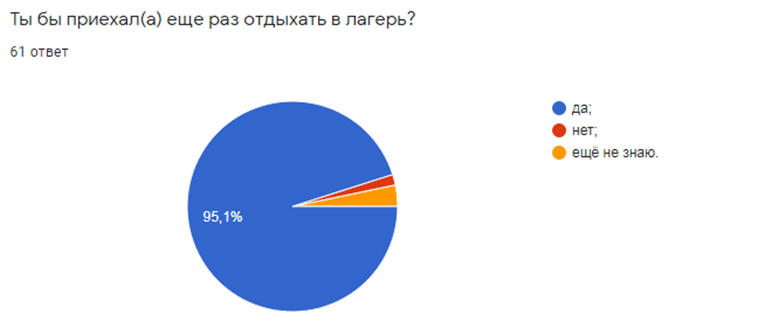 Ты бы приехал(а) еще раз отдыхать в лагерь?
61 ответ
да;
нет;
ещё не знаю.
95,1%